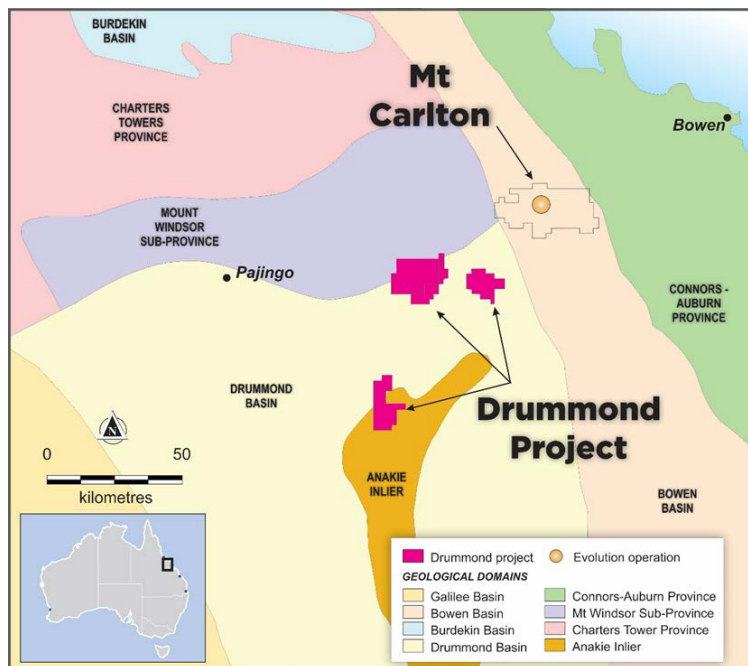 BURDEKIN
BASIN
Mt
Carlton
CHARTERS
TOWERS
PROVINCE
Bowen
MOUNT
WINDSOR
SUB-PROVINCE
Pajingo
CONNORS -
AUBURN
PROVINCE
DRUMMOND
BASIN
Drummond
Project
N
0 50
kilometres
ANAKIE
INLIER
BOWEN
BASIN
Drummond project Evolution operation
GEOLOGICAL DOMAINS
Galilee Basin Connors-Auburn Province
Bowen Basin Mt Windsor Sub-Province
Burdekin Basin Charters Tower Province
Drummond Basin Anakie Inlier